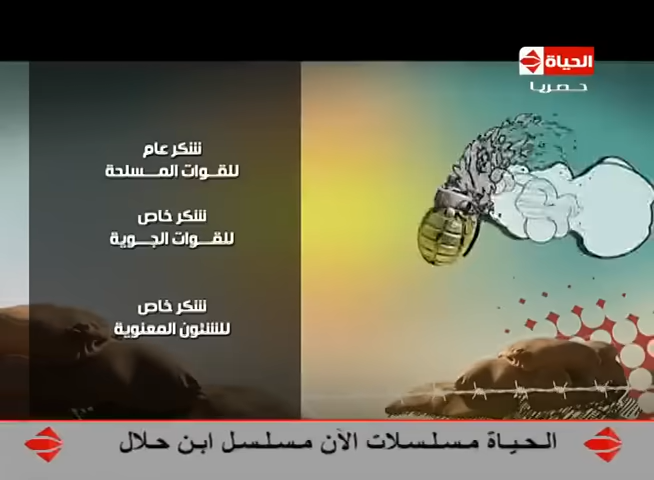 الحياة
حصريا
شكر عام
للقوات المسلحة
شكر خاص
للقوات الجوية
شكر خاص
للشئون المعنوية
الحياة مسلسلات الآن مسلسل ابن حلال